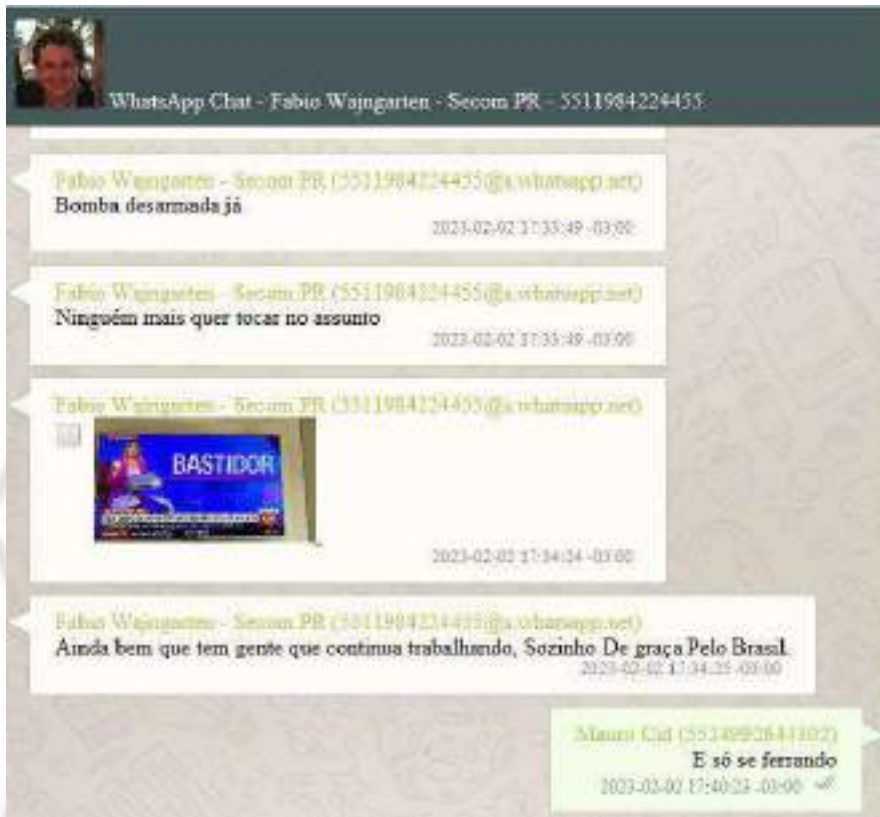 WhatsApp Chat - Fabio Wajngarten - Secom PR - 5511984224455
Fabio Wajngarten - Secom PR (5511984224455@s.whatsapp.net)
Bomba desarmada já
2023-02-02 17:33:49 -03:00
Fabio Wajngarten - Secom PR (5511984224455@s.whatsapp.net)
Ninguém mais quer tocar no assunto
2023-02-02 17:33:49 -03:00
Fabio Wajngarten - Secom PR (5511984224455@s.whatsapp.net)
BASTIDOR
2023-02-02 17:34:24 -03:00
Fabio Wajngarten - Secom PR (5511984224455@s.whatsapp.net)
Ainda bem que tem gente que continua trabalhando, Sozinho De graça Pelo Brasil.
2023-02-02 17:34:25 -03:00
Mauro Cid
E só se ferrando
2023-02-02 17:40:23 -03:00